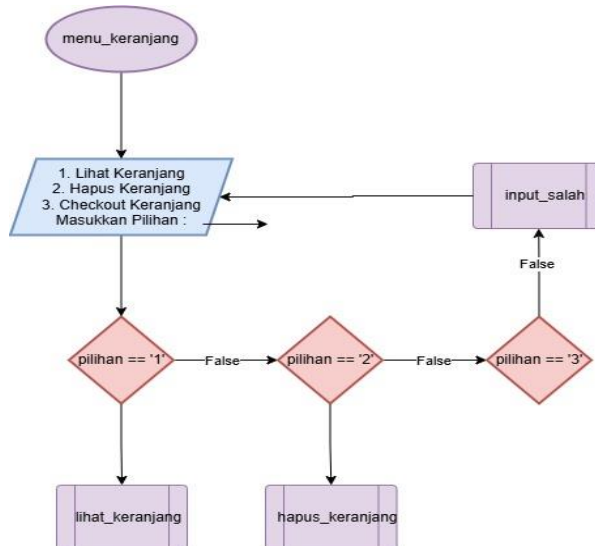 menu_keranjang
1. Lihat Keranjang
2. Hapus Keranjang
3. Checkout Keranjang
Masukkan Pilihan :
input_salah
False
pilihan == '1'
False
pilihan == '2'
False
pilihan == '3'
lihat_keranjang
hapus_keranjang